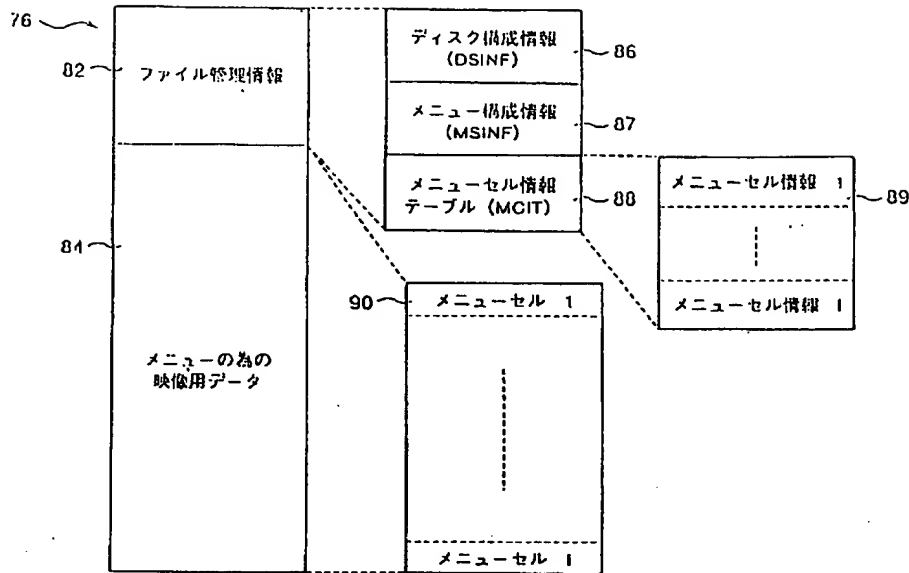 76
82
ファイル管理情報
84
メニューの為の
映像用データ
ディスク構成情報
(DSINF)
86
メニュー構成情報
(MSINF)
87
メニューセル情報
テーブル (MCIT)
88
メニューセル情報 1
89
メニューセル情報 I
90
メニューセル 1
メニューセル I